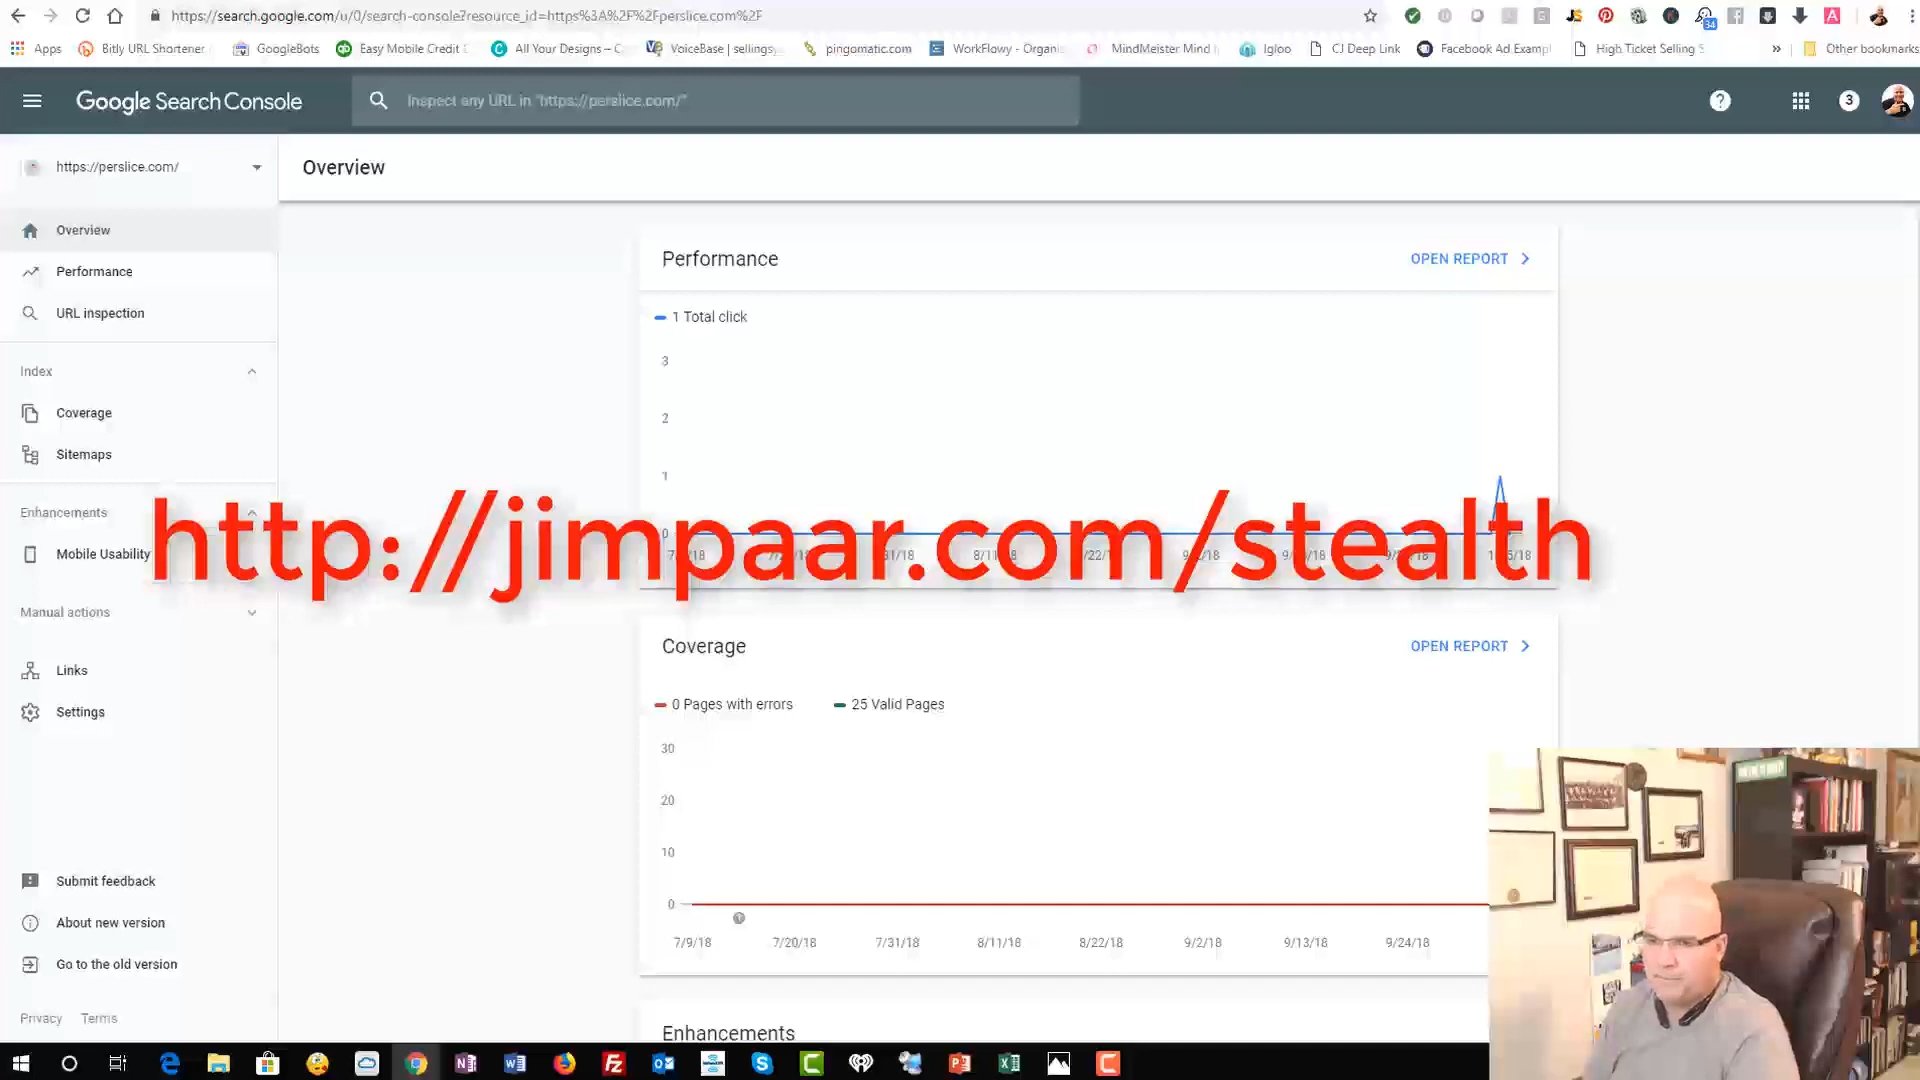 https://search.google.com/u/0/search-console?resource_id=https%3A%2F%2Fperslice.com%2F
34
Apps
Bitly URL Shortener
GoogleBots
Easy Mobile Credit
All Your Designs – C
VoiceBase | sellings
pingomatic.com
WorkFlowy - Organi
MindMeister Mind
Igloo
CJ Deep Link
Facebook Ad Exampl
High Ticket Selling
»
Other bookmarks
Google Search Console
Inspect any URL in "https://perslice.com/"
3
https://perslice.com/
Overview
Overview
Performance
URL inspection
Index
Coverage
Sitemaps
Enhancements
Mobile Usability
Manual actions
Links
Settings
Submit feedback
About new version
Go to the old version
Privacy Terms
Performance
OPEN REPORT
1 Total click
3
2
1
0
http://jimpaar.com/stealth
Coverage
OPEN REPORT
0 Pages with errors
25 Valid Pages
30
20
10
0
7/9/18 7/20/18 7/31/18 8/11/18 8/22/18 9/2/18 9/13/18 9/24/18
Enhancements